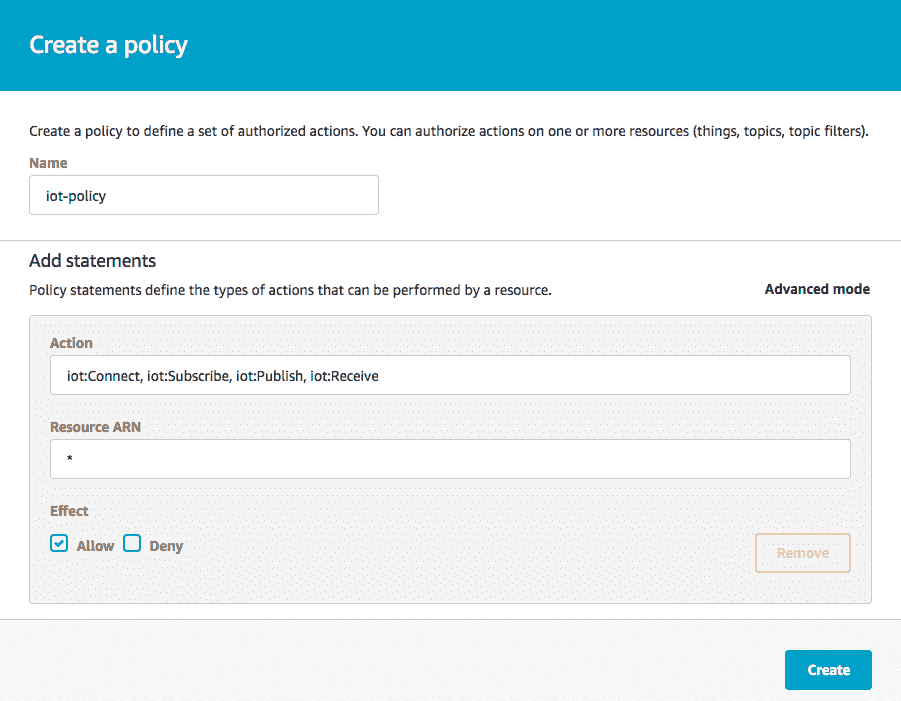 Create a policy
Create a policy to define a set of authorized actions. You can authorize actions on one or more resources (things, topics, topic filters).
Name
iot-policy
Add statements
Policy statements define the types of actions that can be performed by a resource.
Advanced mode
Action
iot:Connect, iot:Subscribe, iot:Publish, iot:Receive
Resource ARN
*
Effect
Allow Deny
Remove
Create